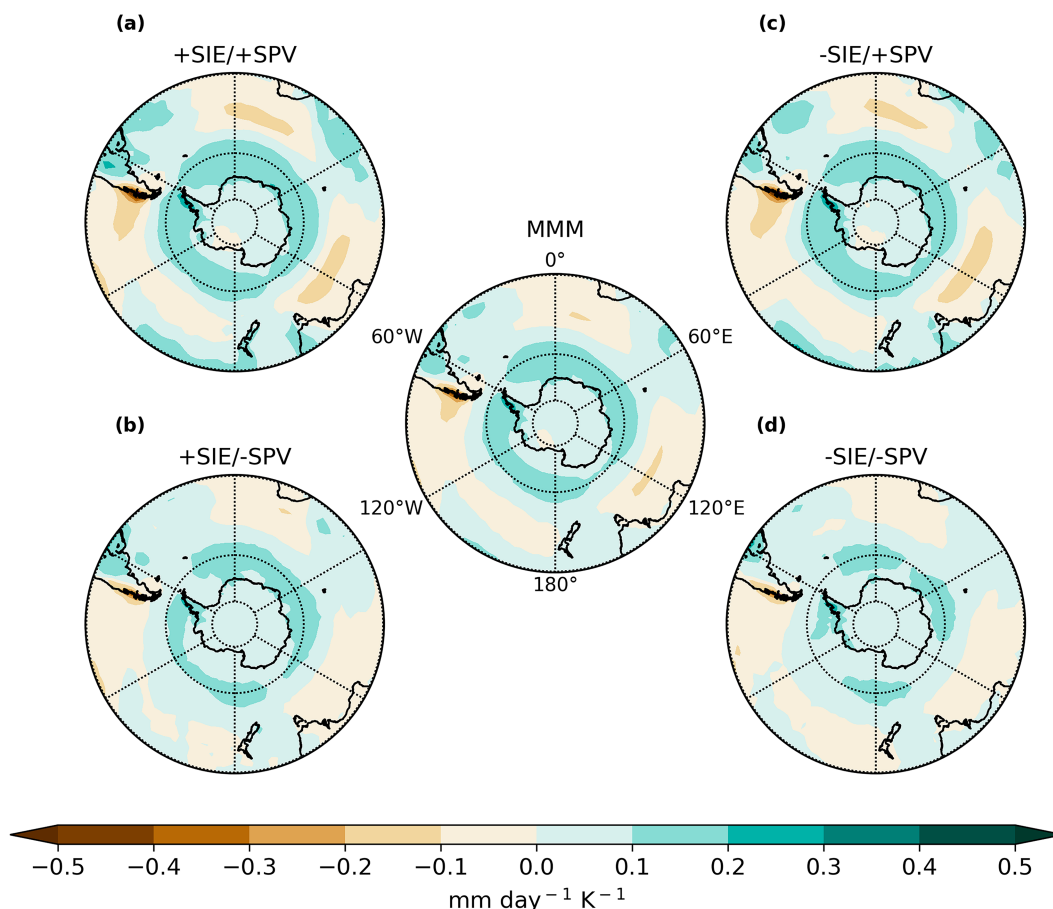 (a)
+SIE/+SPV
(c)
-SIE/+SPV
MMM
0°
60°W
60°E
120°W
120°E
180°
(b)
+SIE/-SPV
(d)
-SIE/-SPV
−0.5 −0.4 −0.3 −0.2 −0.1 0.0 0.1 0.2 0.3 0.4 0.5
mm day⁻¹ K⁻¹